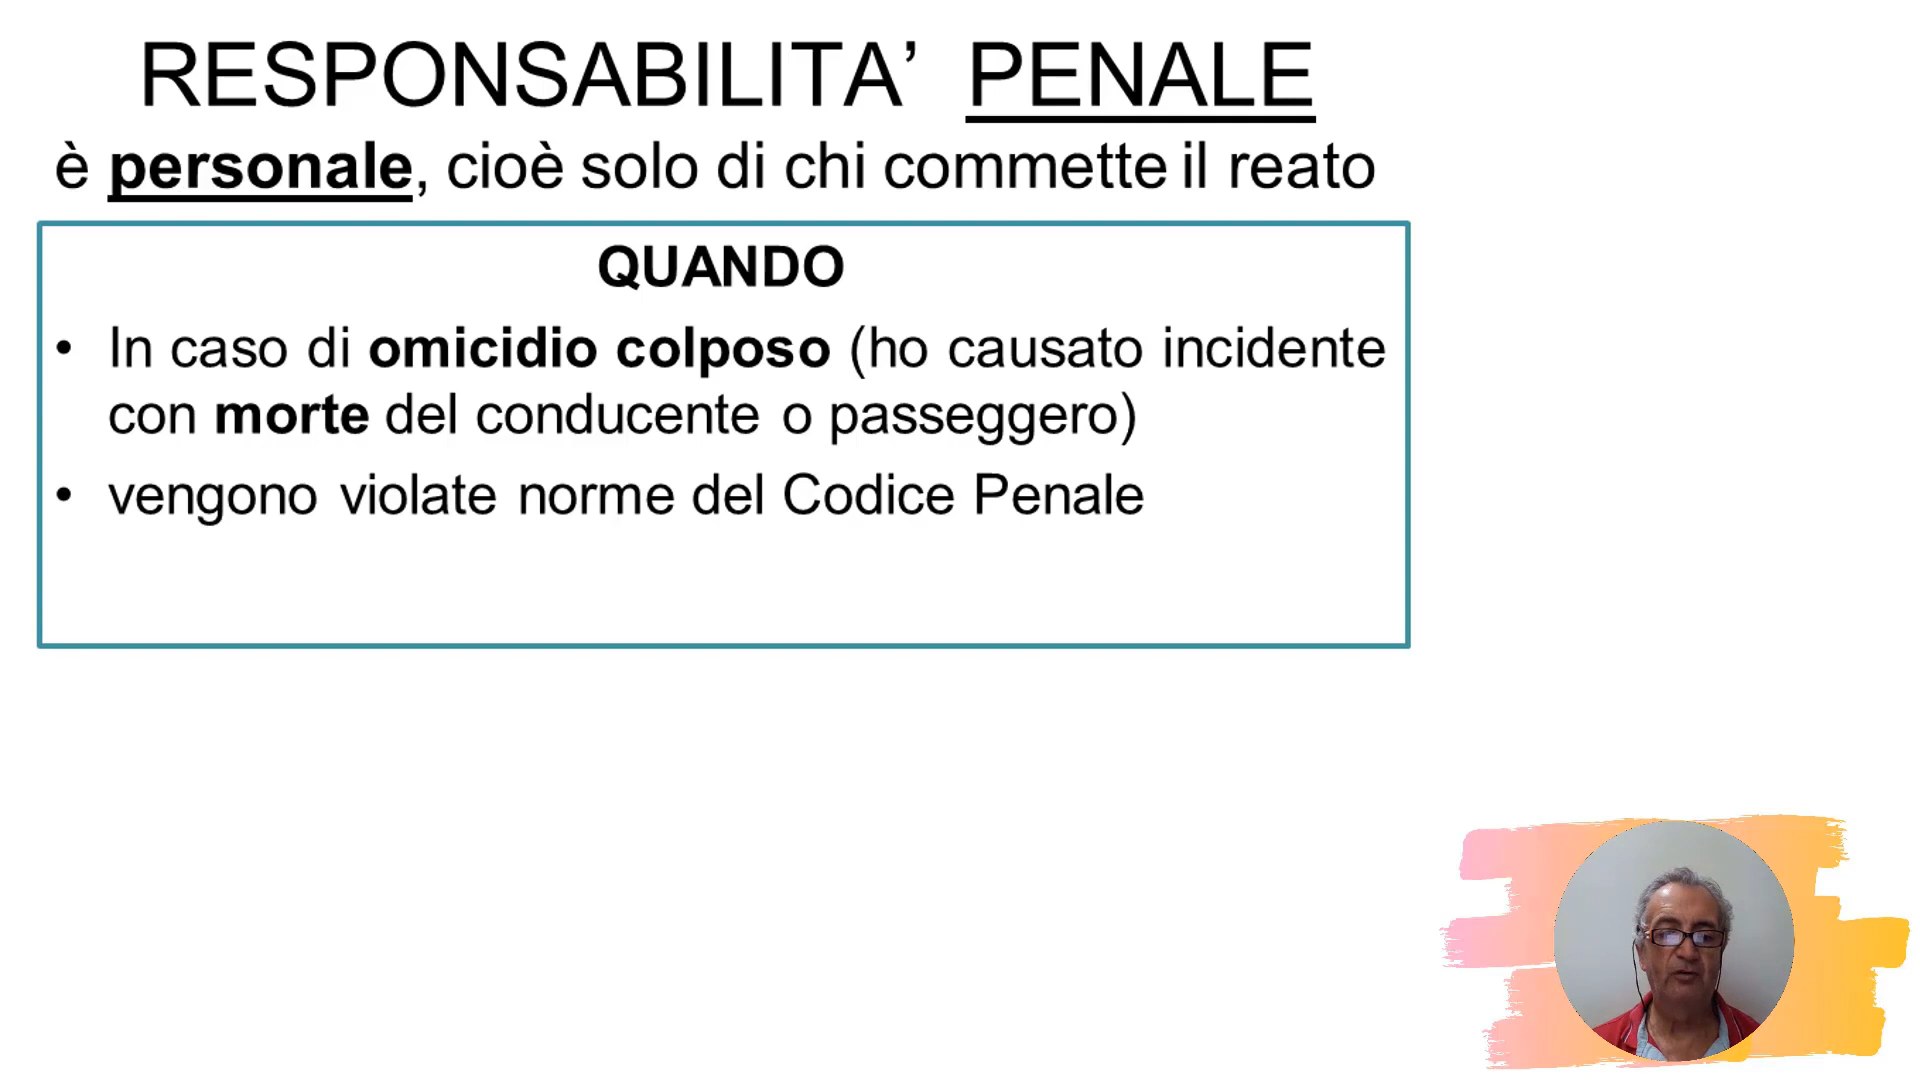 RESPONSABILITA’ PENALE
è personale, cioè solo di chi commette il reato
QUANDO
• In caso di omicidio colposo (ho causato incidente
con morte del conducente o passeggero)
• vengono violate norme del Codice Penale